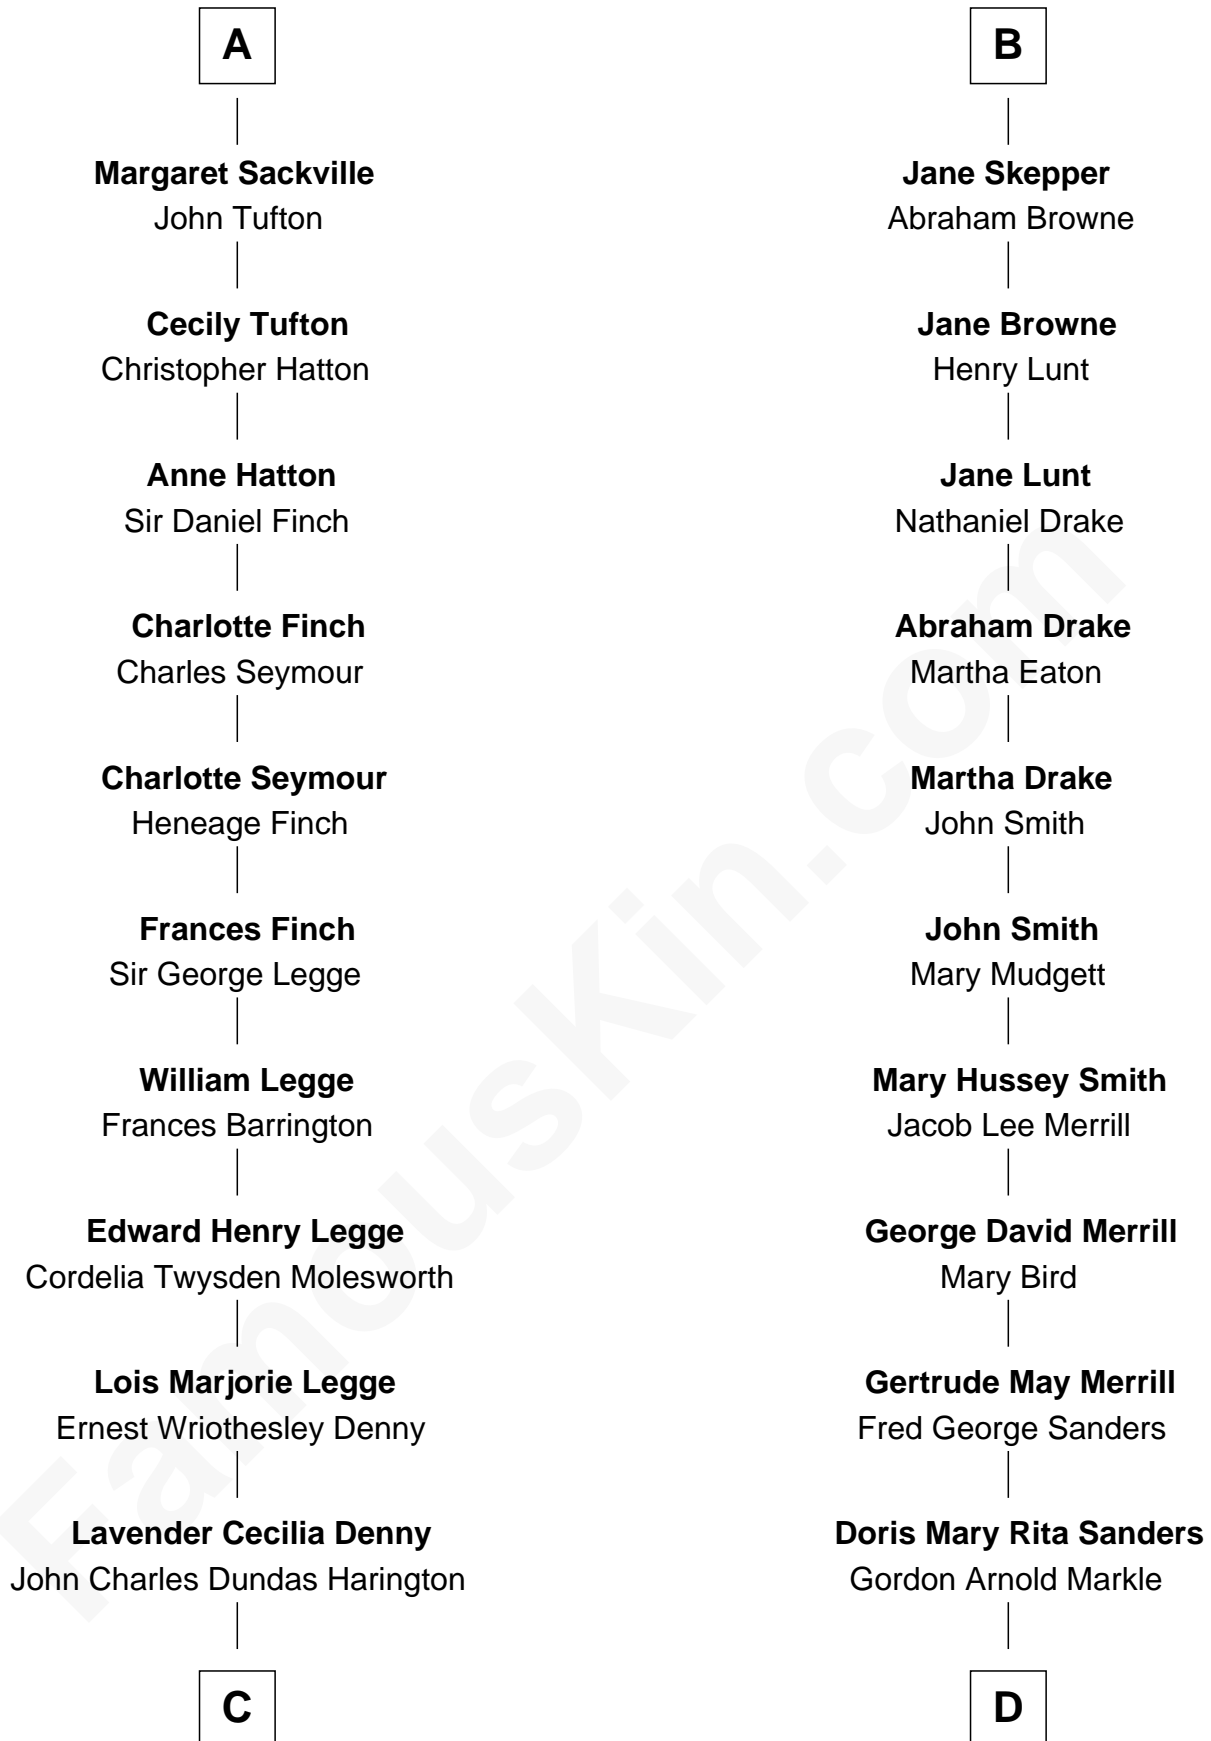 A
Margaret Sackville
John Tufton
Cecily Tufton
Christopher Hatton
Anne Hatton
Sir Daniel Finch
Charlotte Finch
Charles Seymour
Charlotte Seymour
Heneage Finch
Frances Finch
Sir George Legge
William Legge
Frances Barrington
Edward Henry Legge
Cordelia Twysden Molesworth
Lois Marjorie Legge
Ernest Wriothesley Denny
Lavender Cecilia Denny
John Charles Dundas Harington
C
B
Jane Skepper
Abraham Browne
Jane Browne
Henry Lunt
Jane Lunt
Nathaniel Drake
Abraham Drake
Martha Eaton
Martha Drake
John Smith
John Smith
Mary Mudgett
Mary Hussey Smith
Jacob Lee Merrill
George David Merrill
Mary Bird
Gertrude May Merrill
Fred George Sanders
Doris Mary Rita Sanders
Gordon Arnold Markle
D
FamousKin.com